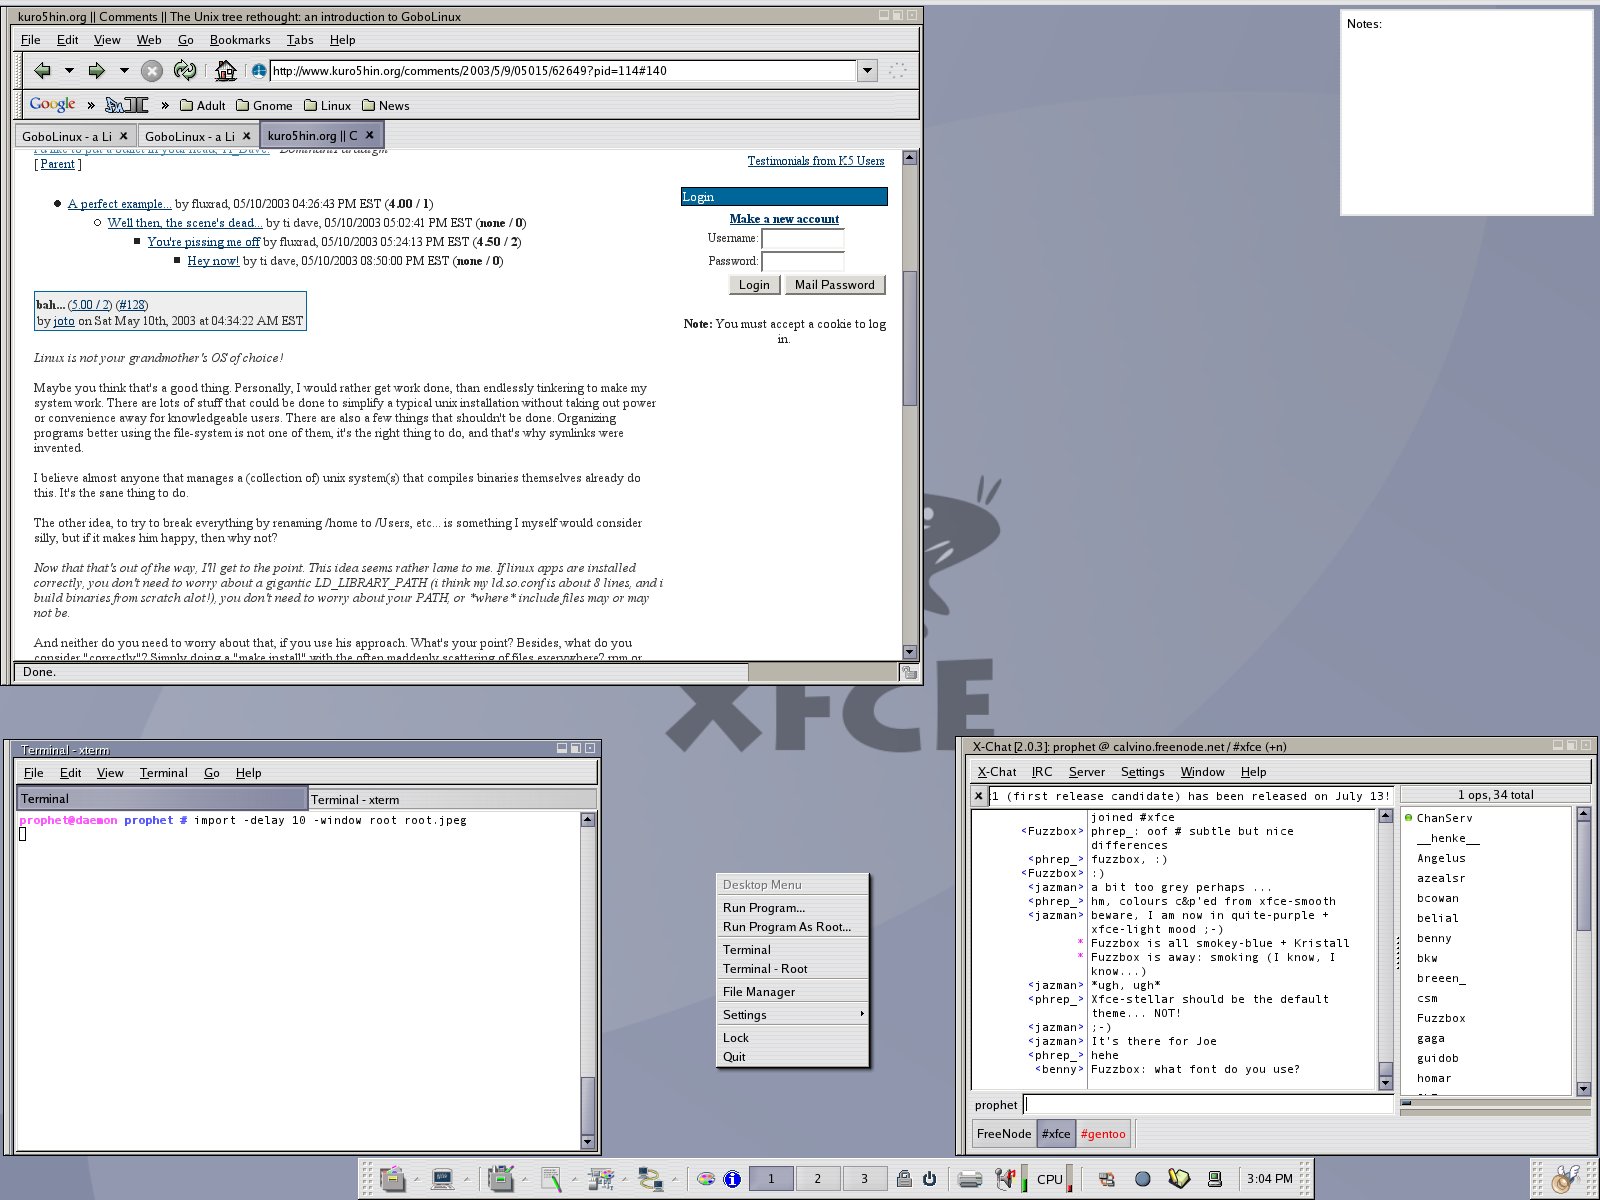 kuro5hin.org || Comments || The Unix tree rethought: an introduction to GoboLinux
File Edit View Web Go Bookmarks Tabs Help
http://www.kuro5hin.org/comments/2003/5/9/05015/62649?pid=114#140
Google » » Adult Gnome Linux News
GoboLinux - a Li x GoboLinux - a Li x kuro5hin.org || C x
[ Parent ]
A perfect example... by fluxrad, 05/10/2003 04:26:43 PM EST (4.00 / 1)
Well then, the scene's dead... by ti dave, 05/10/2003 05:02:41 PM EST (none / 0)
You're pissing me off by fluxrad, 05/10/2003 05:24:13 PM EST (4.50 / 2)
Hey now! by ti dave, 05/10/2003 08:50:00 PM EST (none / 0)
bah... (5.00 / 2) (#128)
by joto on Sat May 10th, 2003 at 04:34:22 AM EST
Linux is not your grandmother's OS of choice!
Maybe you think that's a good thing. Personally, I would rather get work done, than endlessly tinkering to make my
system work. There are lots of stuff that could be done to simplify a typical unix installation without taking out power
or convenience away for knowledgeable users. There are also a few things that shouldn't be done. Organizing
programs better using the file-system is not one of them, it's the right thing to do, and that's why symlinks were
invented.
I believe almost anyone that manages a (collection of) unix system(s) that compiles binaries themselves already do
this. It's the sane thing to do.
The other idea, to try to break everything by renaming /home to /Users, etc... is something I myself would consider
silly, but if it makes him happy, then why not?
Now that that's out of the way, I'll get to the point. This idea seems rather lame to me. If linux apps are installed
correctly, you don't need to worry about a gigantic LD_LIBRARY_PATH (i think my ld.so.conf is about 8 lines, and i
build binaries from scratch alot!), you don't need to worry about your PATH, or *where* include files may or may
not be.
And neither do you need to worry about that, if you use his approach. What's your point? Besides, what do you
consider "correctly"? Simply doing a "make install" with the often maddenly scattering of files everywhere? rpm or
Testimonials from K5 Users
Login
Make a new account
Username:
Password:
Login Mail Password
Note: You must accept a cookie to log
in.
Done.
Notes:
XFCE
Terminal - xterm
File Edit View Terminal Go Help
Terminal Terminal - xterm
prophet@daemon prophet # import -delay 10 -window root root.jpeg
Desktop Menu
Run Program...
Run Program As Root...
Terminal
Terminal - Root
File Manager
Settings
Lock
Quit
X-Chat [2.0.3]: prophet @ calvino.freenode.net / #xfce (+n)
X-Chat IRC Server Settings Window Help
x :1 (first release candidate) has been released on July 13! 1 ops, 34 total
joined #xfce
<Fuzzbox> phrep_: oof # subtle but nice
differences
<phrep_> fuzzbox, :)
<Fuzzbox> :)
<jazman> a bit too grey perhaps ...
<phrep_> hm, colours c&p'ed from xfce-smooth
<jazman> beware, I am now in quite-purple +
xfce-light mood ;-)
* Fuzzbox is all smokey-blue + Kristall
* Fuzzbox is away: smoking (I know, I
know...)
<jazman> *ugh, ugh*
<phrep_> Xfce-stellar should be the default
theme... NOT!
<jazman> ;-)
<jazman> It's there for Joe
<phrep_> hehe
<benny> Fuzzbox: what font do you use?
ChanServ
__henke__
Angelus
azealsr
bcowan
belial
benny
bkw
breeen_
csm
Fuzzbox
gaga
guidob
homar
prophet
FreeNode #xfce #gentoo
1 2 3 CPU 3:04 PM